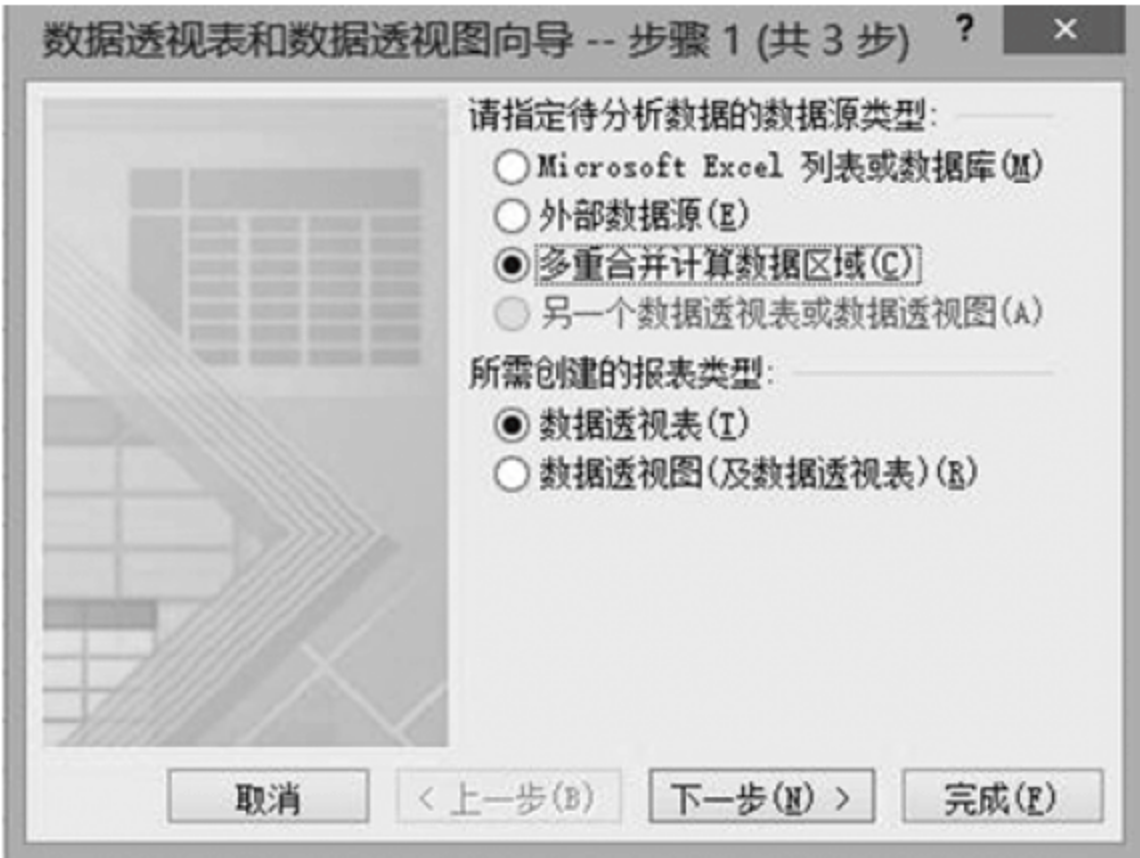 数据透视表和数据透视图向导 -- 步骤 1 (共 3 步) ? ×
请指定待分析数据的数据源类型:
Microsoft Excel 列表或数据库(M)
外部数据源(E)
多重合并计算数据区域(C)
另一个数据透视表或数据透视图(A)
所需创建的报表类型:
数据透视表(T)
数据透视图(及数据透视表)(R)
取消 < 上一步(B) 下一步(N) > 完成(F)